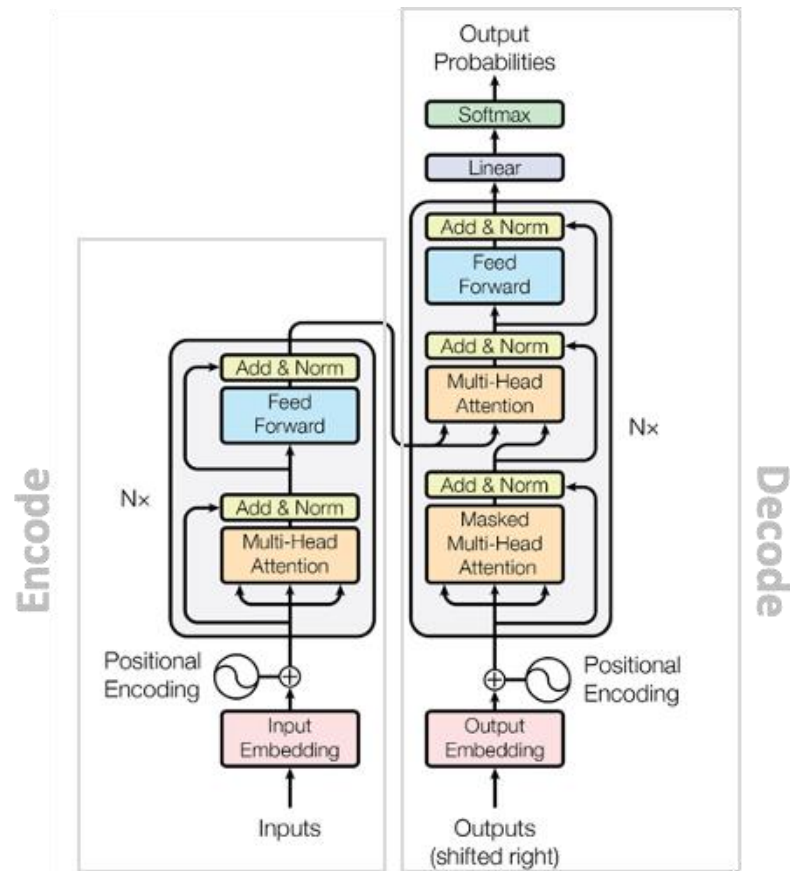 Encode
Add & Norm
Feed
Forward
Nx
Add & Norm
Multi-Head
Attention
Positional
Encoding
Input
Embedding
Inputs
Output
Probabilities
Softmax
Linear
Add & Norm
Feed
Forward
Add & Norm
Multi-Head
Attention
Nx
Add & Norm
Masked
Multi-Head
Attention
Positional
Encoding
Output
Embedding
Outputs
(shifted right)
Decode